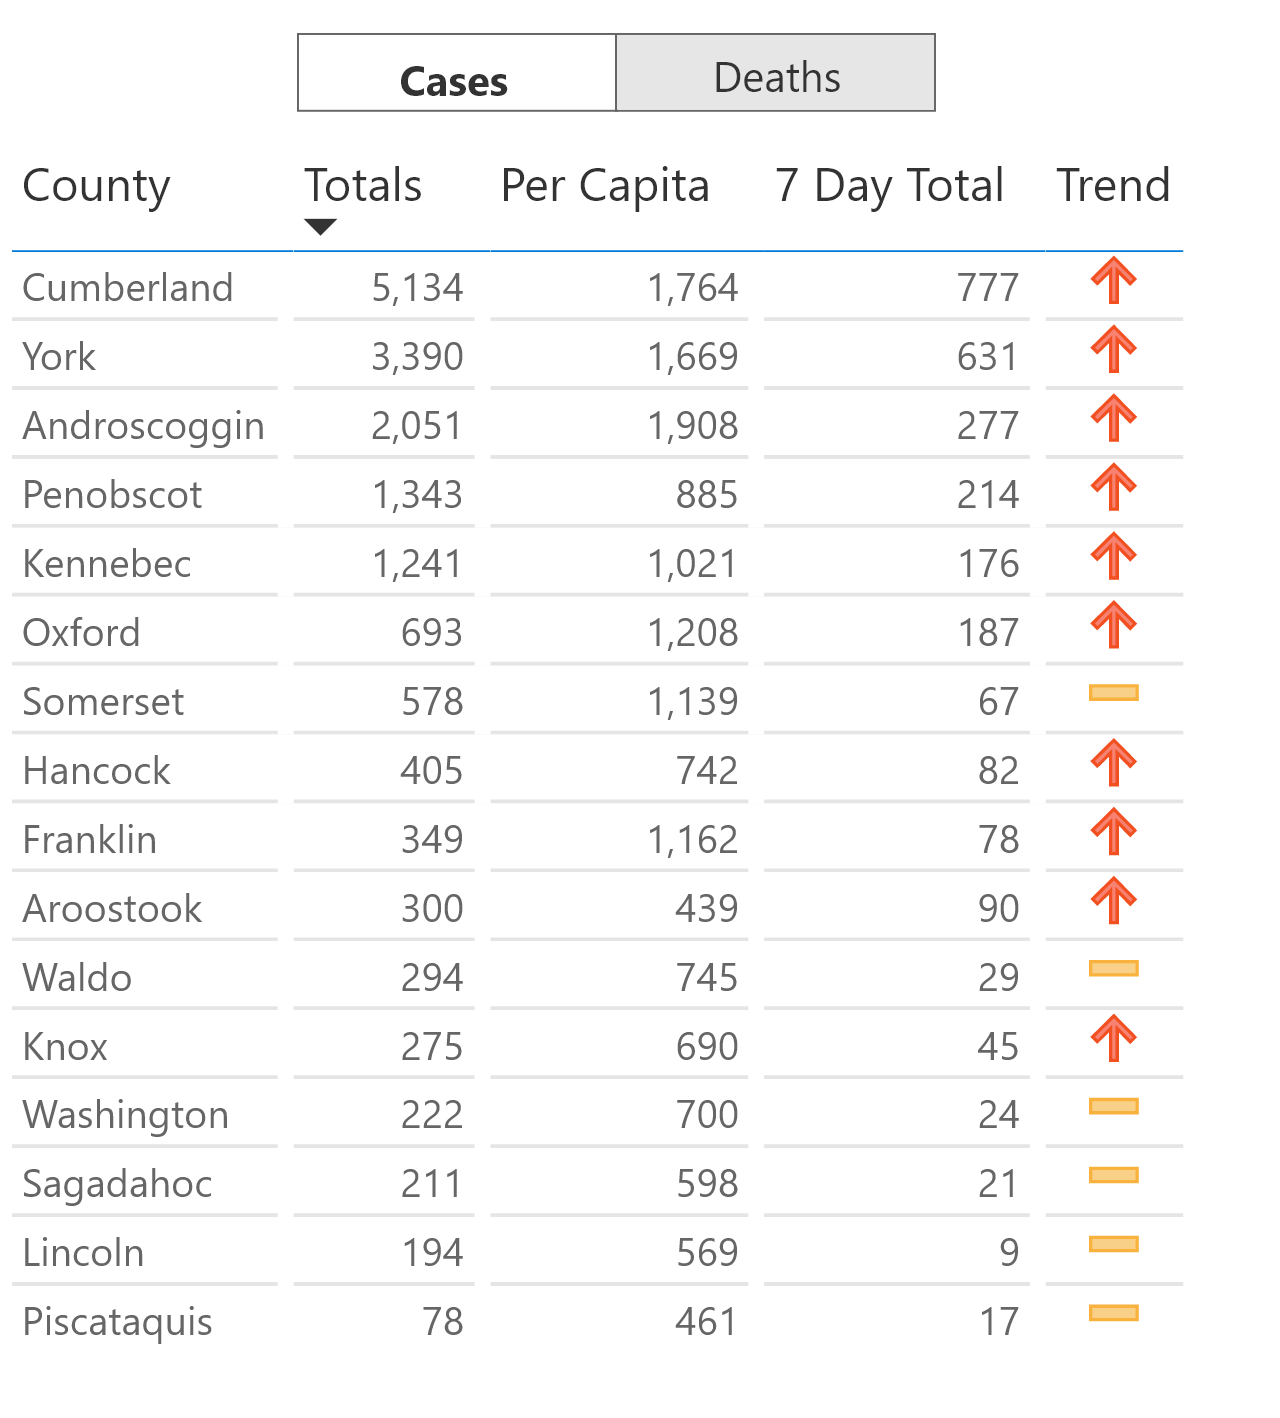 Cases Deaths
County Totals Per Capita 7 Day Total Trend
Cumberland 5,134 1,764 777
York 3,390 1,669 631
Androscoggin 2,051 1,908 277
Penobscot 1,343 885 214
Kennebec 1,241 1,021 176
Oxford 693 1,208 187
Somerset 578 1,139 67
Hancock 405 742 82
Franklin 349 1,162 78
Aroostook 300 439 90
Waldo 294 745 29
Knox 275 690 45
Washington 222 700 24
Sagadahoc 211 598 21
Lincoln 194 569 9
Piscataquis 78 461 17